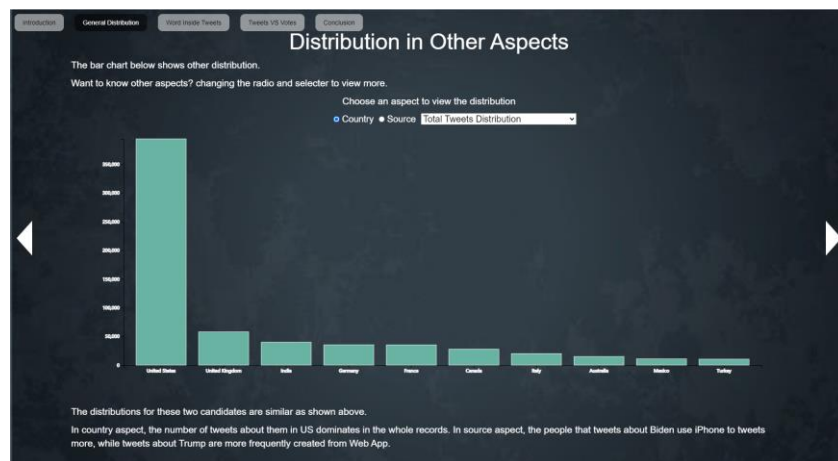 Introduction
General Distribution
Word Inside Tweets
Tweets VS Votes
Conclusion
Distribution in Other Aspects
The bar chart below shows other distribution.
Want to know other aspects? changing the radio and selecter to view more.
Choose an aspect to view the distribution
Country Source Total Tweets Distribution
350,000
300,000
250,000
200,000
150,000
100,000
50,000
0
United States United Kingdom India Germany France Canada Italy Australia Mexico Turkey
The distributions for these two candidates are similar as shown above.
In country aspect, the number of tweets about them in US dominates in the whole records. In source aspect, the people that tweets about Biden use iPhone to tweets
more, while tweets about Trump are more frequently created from Web App.